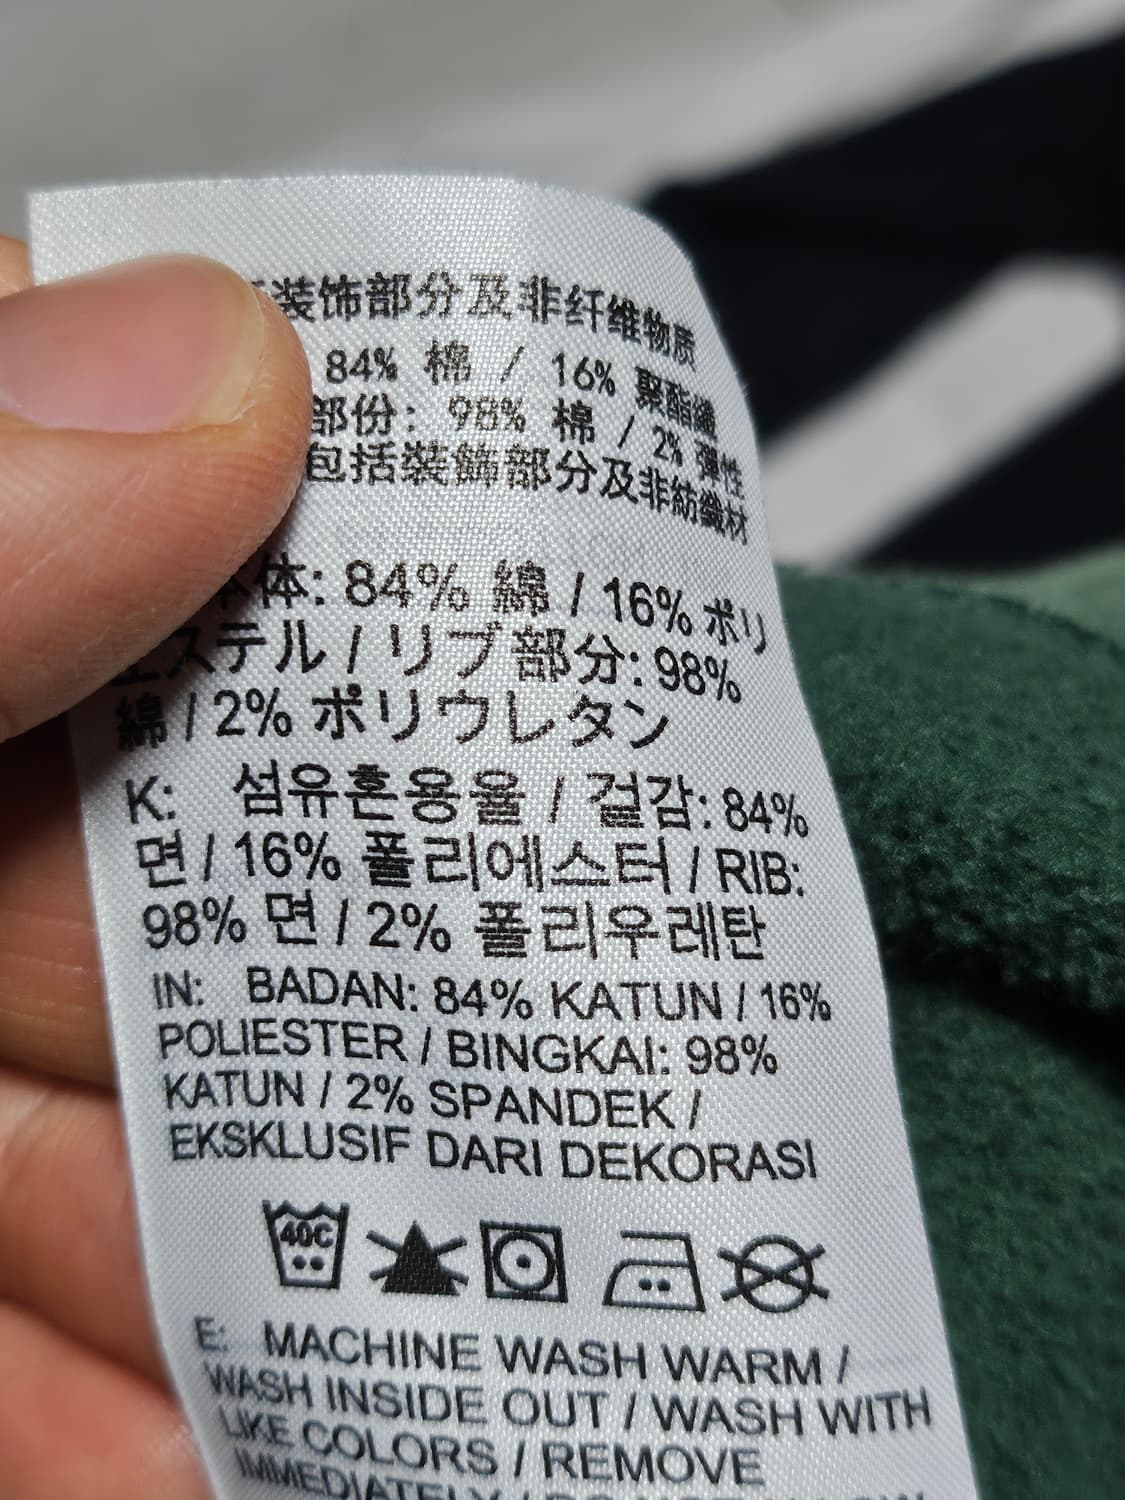 装饰部分及非纤维物质
84% 棉 / 16% 聚酯纖
部份: 98% 棉 / 2% 彈性
包括裝飾部分及非紡織材
本体: 84% 綿 / 16% ポリ
エステル / リブ部分: 98%
綿 / 2% ポリウレタン
K: 섬유혼용율 / 겉감: 84%
면 / 16% 폴리에스터 / RIB:
98% 면 / 2% 폴리우레탄
IN: BADAN: 84% KATUN / 16%
POLIESTER / BINGKAI: 98%
KATUN / 2% SPANDEK /
EKSKLUSIF DARI DEKORASI
40C
E: MACHINE WASH WARM /
WASH INSIDE OUT / WASH WITH
LIKE COLORS / REMOVE
IMMEDIATELY /